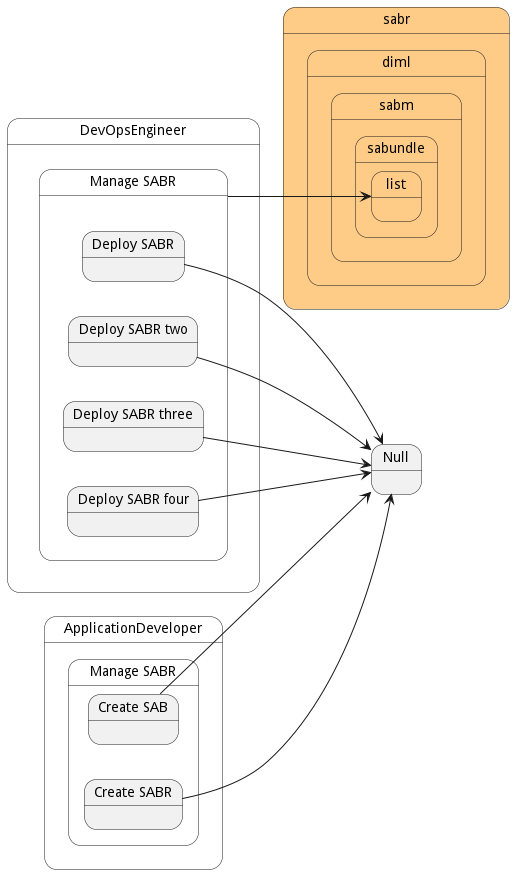 sabr
diml
sabm
sabundle
list
DevOpsEngineer
Manage SABR
Deploy SABR
Deploy SABR two
Deploy SABR three
Deploy SABR four
Null
ApplicationDeveloper
Manage SABR
Create SAB
Create SABR